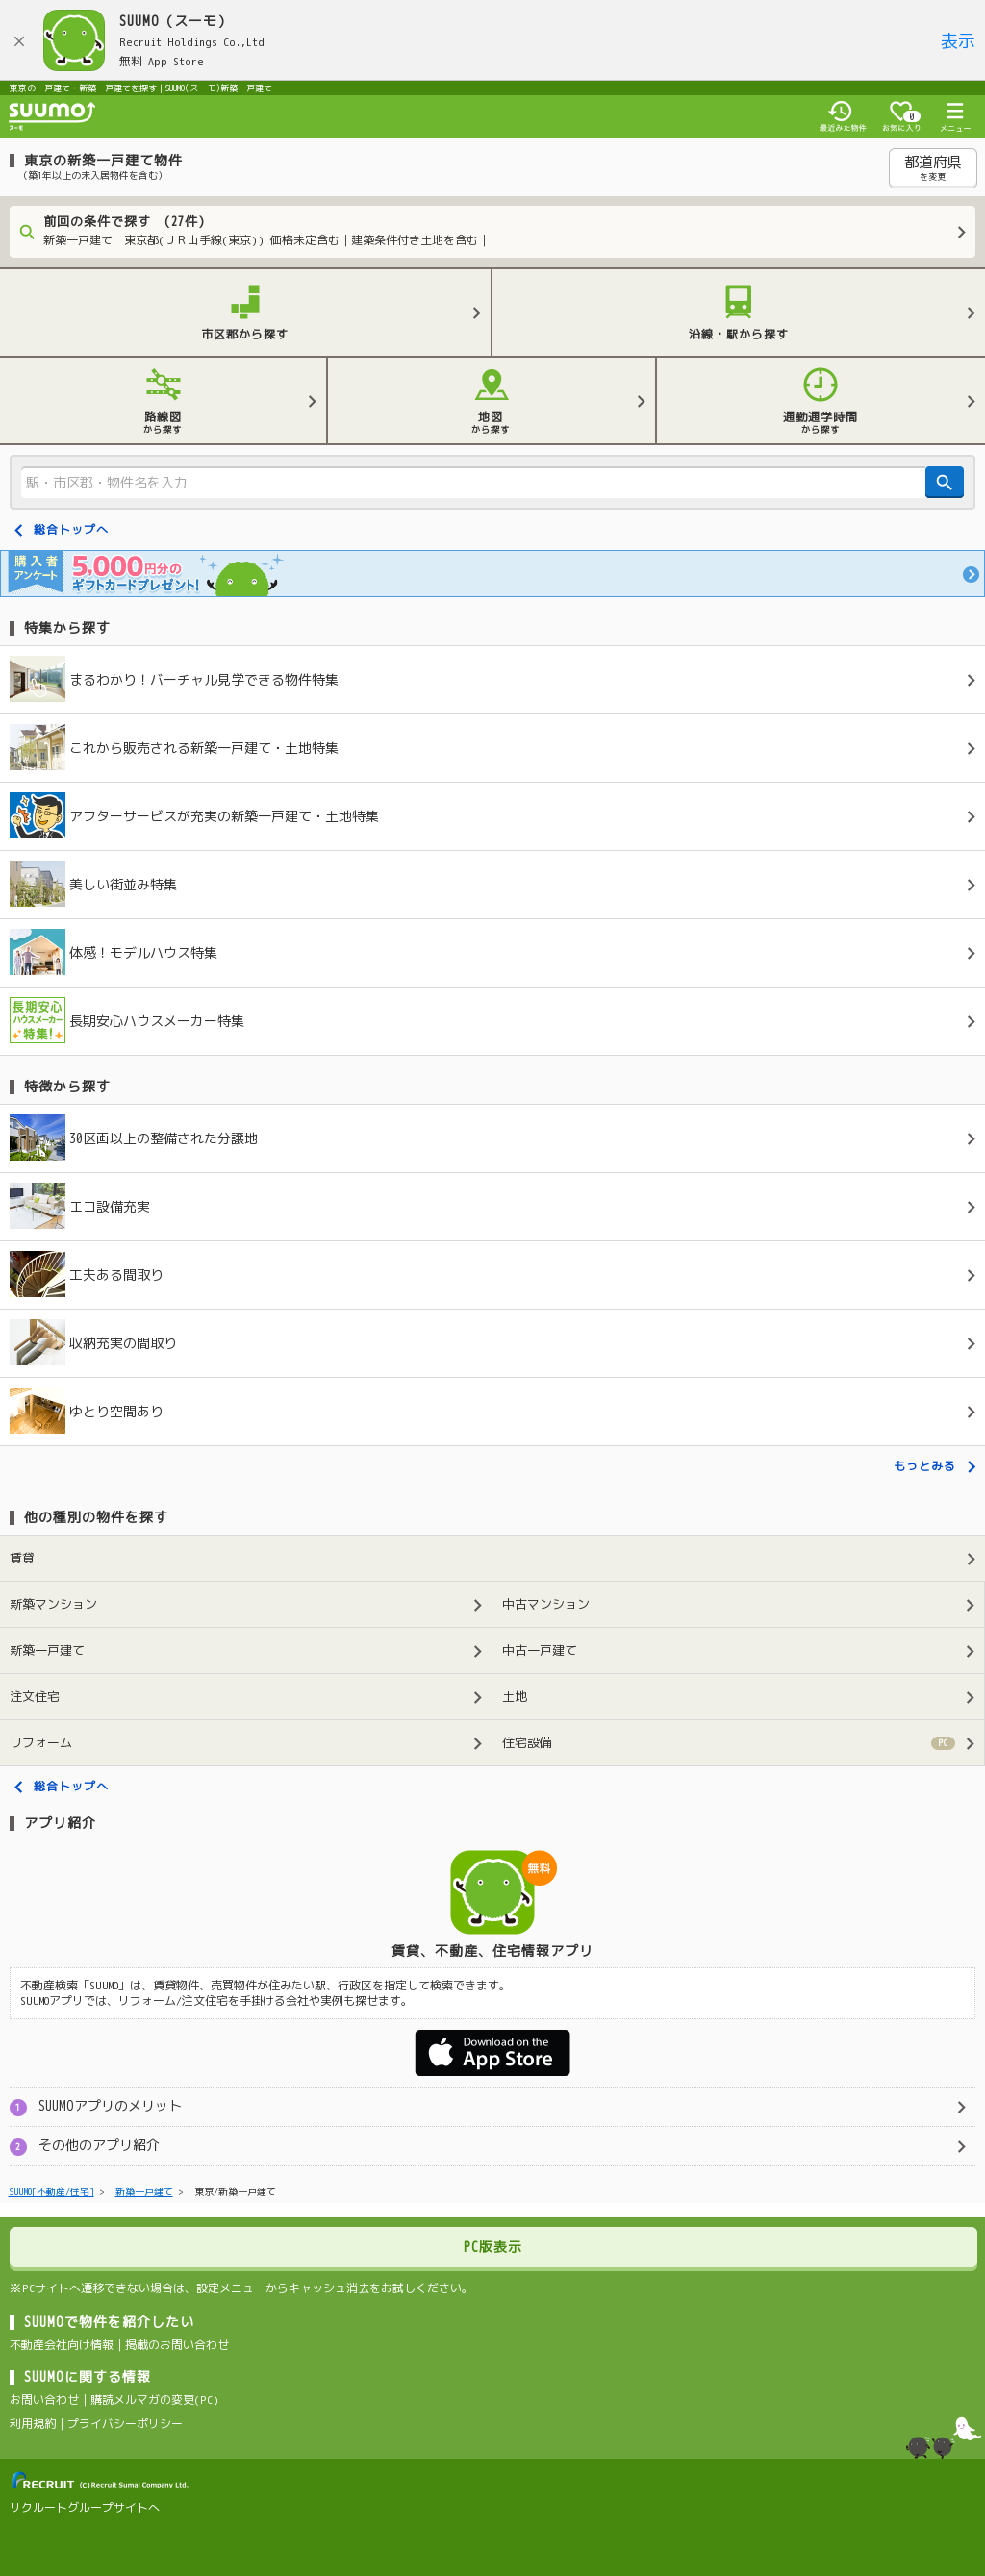 SUUMO（スーモ）
Recruit Holdings Co.,Ltd
無料 App Store
表示
東京の一戸建て・新築一戸建てを探す｜SUUMO(スーモ)新築一戸建て
suumo
スーモ
最近みた物件
0
お気に入り
メニュー
東京の新築一戸建て物件
（築1年以上の未入居物件を含む）
都道府県
を変更
前回の条件で探す （27件）
新築一戸建て　東京都(ＪＲ山手線(東京)) 価格未定含む｜建築条件付き土地を含む｜
市区郡から探す
沿線・駅から探す
路線図
から探す
地図
から探す
通勤通学時間
から探す
駅・市区郡・物件名を入力
総合トップへ
購入者
アンケート
5,000円分の
ギフトカードプレゼント!
特集から探す
まるわかり！バーチャル見学できる物件特集
これから販売される新築一戸建て・土地特集
アフターサービスが充実の新築一戸建て・土地特集
美しい街並み特集
体感！モデルハウス特集
長期安心
ハウスメーカー
特集!
長期安心ハウスメーカー特集
特徴から探す
30区画以上の整備された分譲地
エコ設備充実
工夫ある間取り
収納充実の間取り
ゆとり空間あり
もっとみる
他の種別の物件を探す
賃貸
新築マンション
中古マンション
新築一戸建て
中古一戸建て
注文住宅
土地
リフォーム
住宅設備
PC
総合トップへ
アプリ紹介
無料
賃貸、不動産、住宅情報アプリ
不動産検索「SUUMO」は、賃貸物件、売買物件が住みたい駅、行政区を指定して検索できます。
SUUMOアプリでは、リフォーム/注文住宅を手掛ける会社や実例も探せます。
Download on the
App Store
1 SUUMOアプリのメリット
2 その他のアプリ紹介
SUUMO[不動産/住宅] > 新築一戸建て > 東京/新築一戸建て
PC版表示
※PCサイトへ遷移できない場合は、設定メニューからキャッシュ消去をお試しください。
SUUMOで物件を紹介したい
不動産会社向け情報｜掲載のお問い合わせ
SUUMOに関する情報
お問い合わせ｜購読メルマガの変更(PC)
利用規約｜プライバシーポリシー
RECRUIT (C)Recruit Sumai Company Ltd.
リクルートグループサイトへ